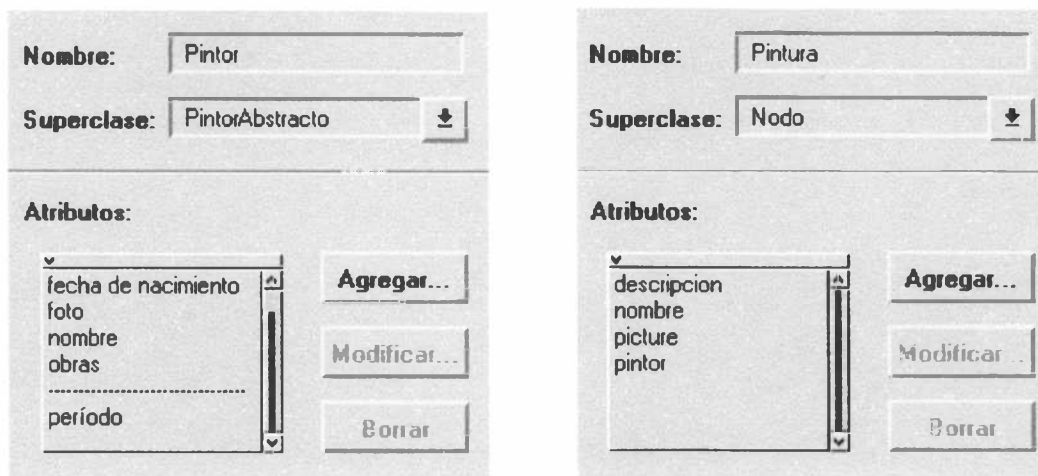 Nombre: Pintor
Superclase: PintorAbstracto
Atributos:
fecha de nacimiento
foto
nombre
obras
período
Agregar...
Modificar...
Borrar
Nombre: Pintura
Superclase: Nodo
Atributos:
descripcion
nombre
picture
pintor
Agregar...
Modificar...
Borrar